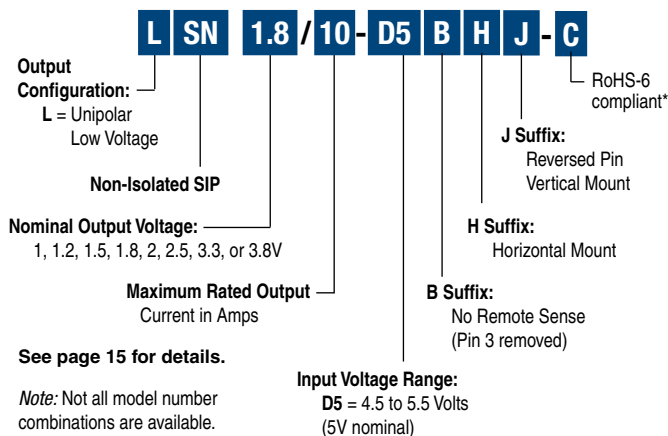 L SN 1.8 / 10 - D5 B H J - C
Output
Configuration:
L = Unipolar
Low Voltage
RoHS-6
compliant*
J Suffix:
Reversed Pin
Vertical Mount
Non-Isolated SIP
Nominal Output Voltage:
1, 1.2, 1.5, 1.8, 2, 2.5, 3.3, or 3.8V
H Suffix:
Horizontal Mount
Maximum Rated Output
Current in Amps
B Suffix:
No Remote Sense
(Pin 3 removed)
See page 15 for details.
Note: Not all model number
combinations are available.
Input Voltage Range:
D5 = 4.5 to 5.5 Volts
(5V nominal)